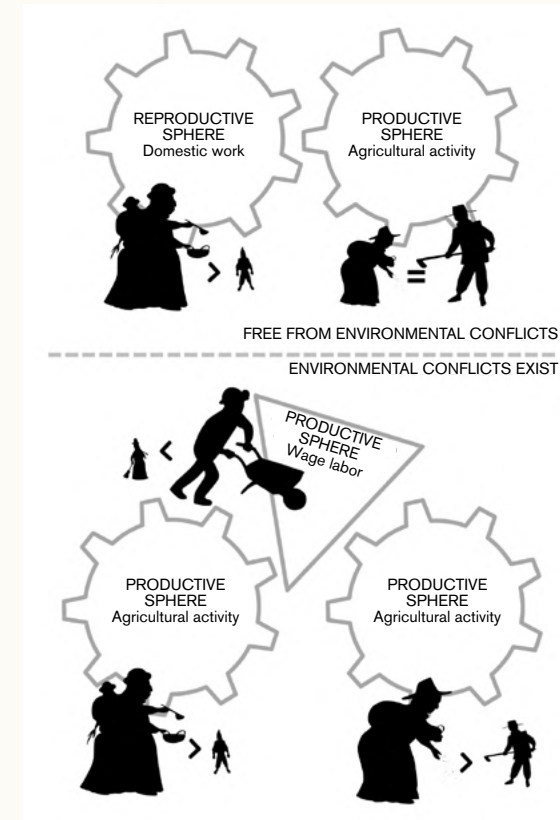 REPRODUCTIVE
SPHERE
Domestic work
PRODUCTIVE
SPHERE
Agricultural activity
>
=
FREE FROM ENVIRONMENTAL CONFLICTS
ENVIRONMENTAL CONFLICTS EXIST
<
PRODUCTIVE
SPHERE
Wage labor
PRODUCTIVE
SPHERE
Agricultural activity
>
PRODUCTIVE
SPHERE
Agricultural activity
>